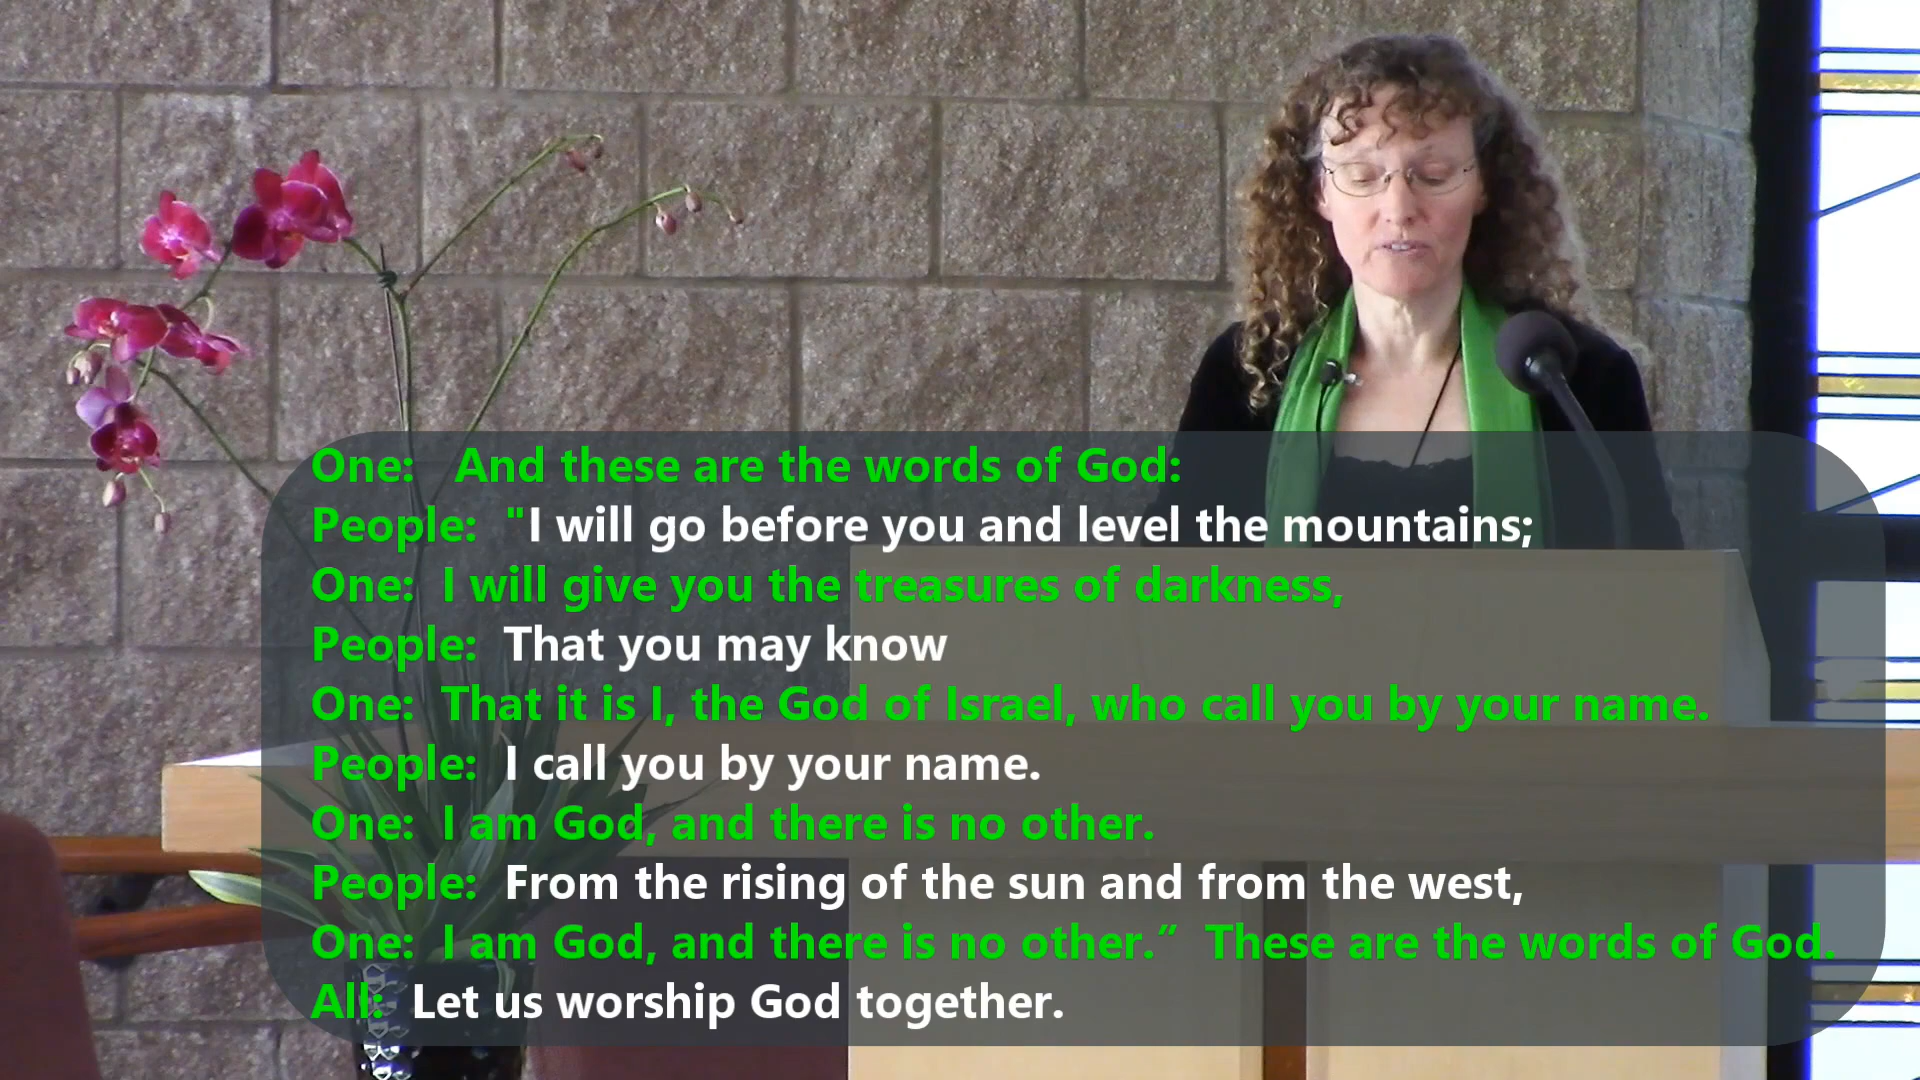 One: And these are the words of God:
People: "I will go before you and level the mountains;
One: I will give you the treasures of darkness,
People: That you may know
One: That it is I, the God of Israel, who call you by your name.
People: I call you by your name.
One: I am God, and there is no other.
People: From the rising of the sun and from the west,
One: I am God, and there is no other.” These are the words of God.
All: Let us worship God together.